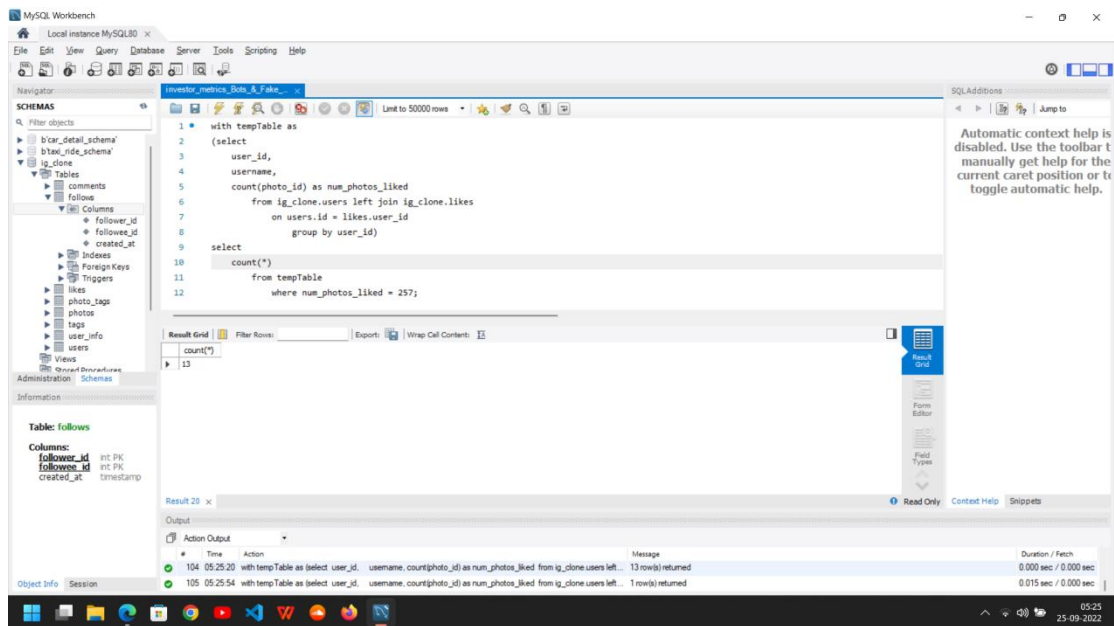 MySQL Workbench
Local instance MySQL80
File Edit View Query Database Server Tools Scripting Help
Navigator
SCHEMAS
Filter objects
b'car_detail_schema'
b'taxi_ride_schema'
ig_clone
Tables
comments
follows
Columns
follower_id
followee_id
created_at
Indexes
Foreign Keys
Triggers
likes
photo_tags
photos
tags
user_info
users
Views
Stored Procedures
Administration Schemas
Information
Table: follows
Columns:
follower_id int PK
followee_id int PK
created_at timestamp
Object Info Session
investor_metrics_Bots_&_Fake_...
Limit to 50000 rows
1 with tempTable as
2 (select
3 user_id,
4 username,
5 count(photo_id) as num_photos_liked
6 from ig_clone.users left join ig_clone.likes
7 on users.id = likes.user_id
8 group by user_id)
9 select
10 count(*)
11 from tempTable
12 where num_photos_liked = 257;
Result Grid Filter Rows: Export: Wrap Cell Content:
count(*)
13
Result Grid
Form Editor
Field Types
Result 20
Read Only
SQLAdditions
Jump to
Automatic context help is
disabled. Use the toolbar t
manually get help for the
current caret position or to
toggle automatic help.
Context Help Snippets
Output
Action Output
# Time Action Message Duration / Fetch
104 05:25:20 with tempTable as (select user_id, username, count(photo_id) as num_photos_liked from ig_clone.users left... 13 row(s) returned 0.000 sec / 0.000 sec
105 05:25:54 with tempTable as (select user_id, username, count(photo_id) as num_photos_liked from ig_clone.users left... 1 row(s) returned 0.015 sec / 0.000 sec
05:25
25-09-2022